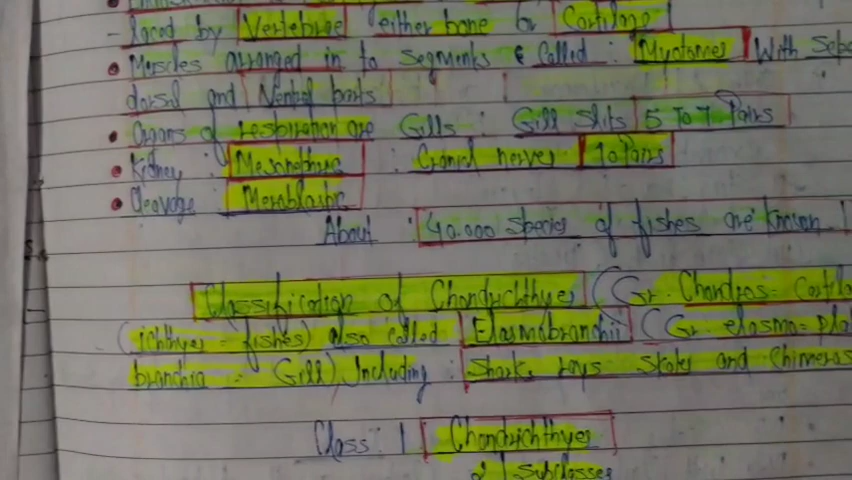 - laced by Vertebrae either bone or Cartilage
• Muscles arranged in to segments & Called: Myotomes With
dorsal and Ventral parts
• Organs of respiration are Gills: Gill slits 5 To 7 Pairs
• Kidney: Mesonephric : Cranial nerves 10 Pairs
• Cleavage: Meroblastic
About: 40.000 Species of fishes are known.
Classification of Chondrichthyes (Gr. Chondros = Cartila
(ichthyes = fishes) also called Elasmobranchii (Gr. elasmo = pla
branchia = Gill) Including: Shark, rays Skates and Chimeras
Class: 1 Chondrichthyes
2 Subclasses